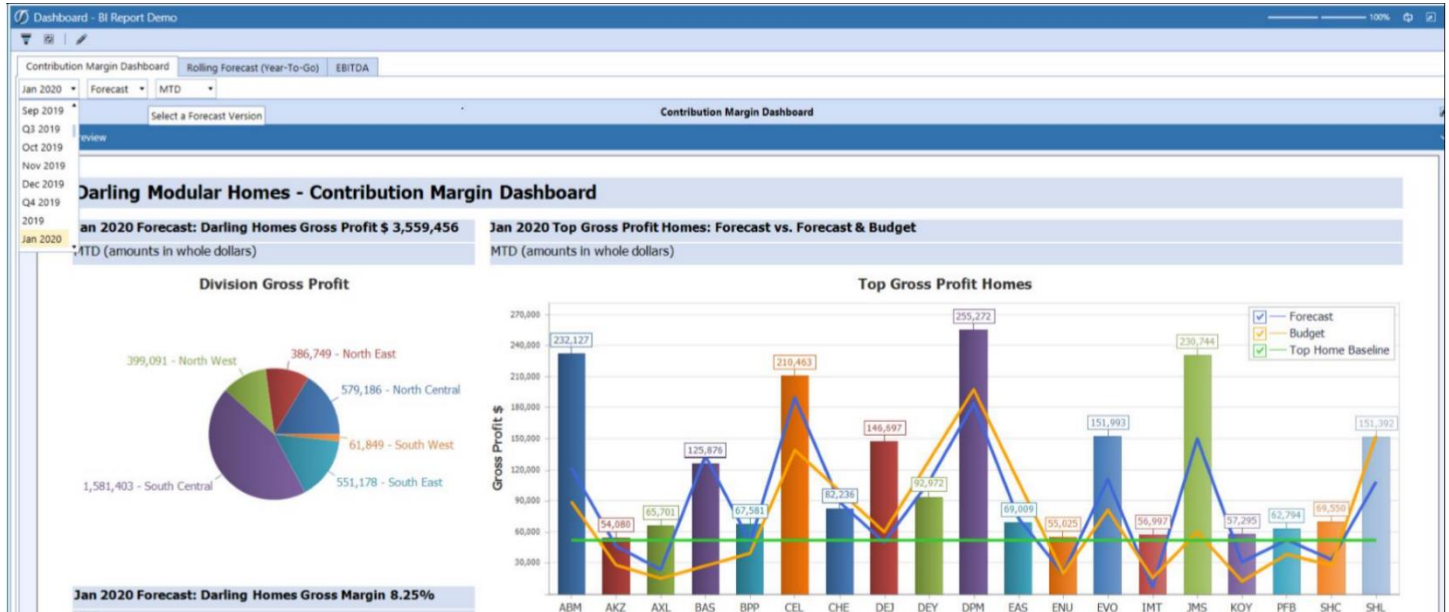 Dashboard - BI Report Demo
100%
Contribution Margin Dashboard Rolling Forecast (Year-To-Go) EBITDA
Jan 2020 Forecast MTD
Sep 2019
Q3 2019
Oct 2019
Nov 2019
Dec 2019
Q4 2019
2019
Jan 2020
Select a Forecast Version
Contribution Margin Dashboard
review
Darling Modular Homes - Contribution Margin Dashboard
an 2020 Forecast: Darling Homes Gross Profit $ 3,559,456
MTD (amounts in whole dollars)
Division Gross Profit
399,091 - North West
386,749 - North East
579,186 - North Central
61,849 - South West
551,178 - South East
1,581,403 - South Central
Jan 2020 Forecast: Darling Homes Gross Margin 8.25%
Jan 2020 Top Gross Profit Homes: Forecast vs. Forecast & Budget
MTD (amounts in whole dollars)
Top Gross Profit Homes
Forecast
Budget
Top Home Baseline
Gross Profit $
270,000
240,000
210,000
180,000
150,000
120,000
90,000
60,000
30,000
232,127
54,080
65,701
125,876
67,581
210,463
82,236
146,697
92,972
255,272
69,009
55,025
151,993
56,997
230,744
57,295
62,794
69,550
151,392
ABM AKZ AXL BAS BPP CEL CHE DEJ DEY DPM EAS ENU EVO IMT JMS KOY PFB SHC SHL